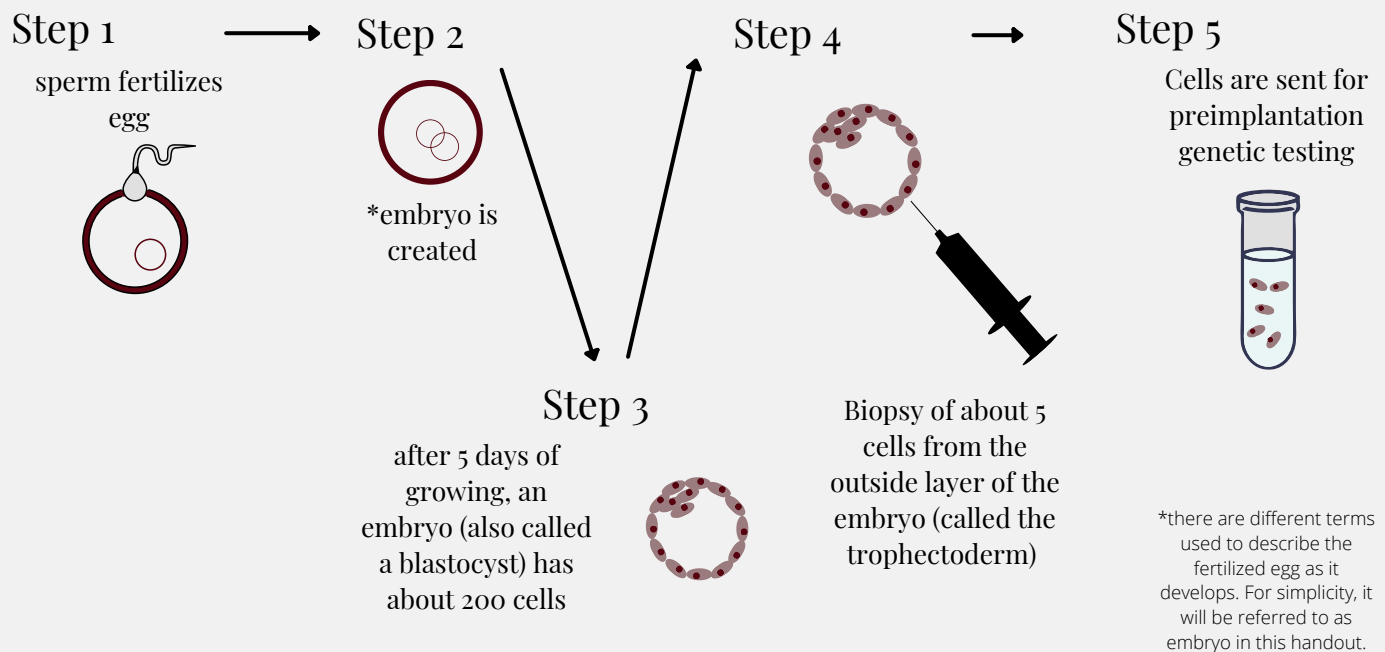 Step 1
sperm fertilizes
egg
Step 2
*embryo is
created
Step 3
after 5 days of
growing, an
embryo (also called
a blastocyst) has
about 200 cells
Step 4
Biopsy of about 5
cells from the
outside layer of the
embryo (called the
trophectoderm)
Step 5
Cells are sent for
preimplantation
genetic testing
*there are different terms
used to describe the
fertilized egg as it
develops. For simplicity, it
will be referred to as
embryo in this handout.